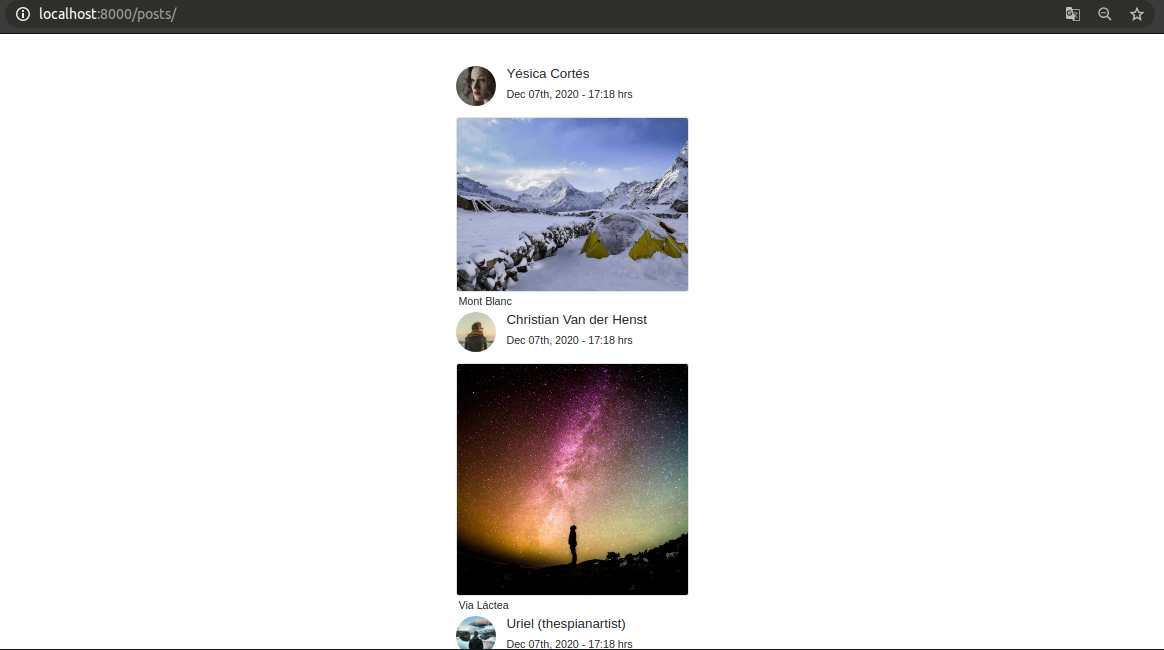 localhost:8000/posts/
Yésica Cortés
Dec 07th, 2020 - 17:18 hrs
Mont Blanc
Christian Van der Henst
Dec 07th, 2020 - 17:18 hrs
Via Láctea
Uriel (thespianartist)
Dec 07th, 2020 - 17:18 hrs